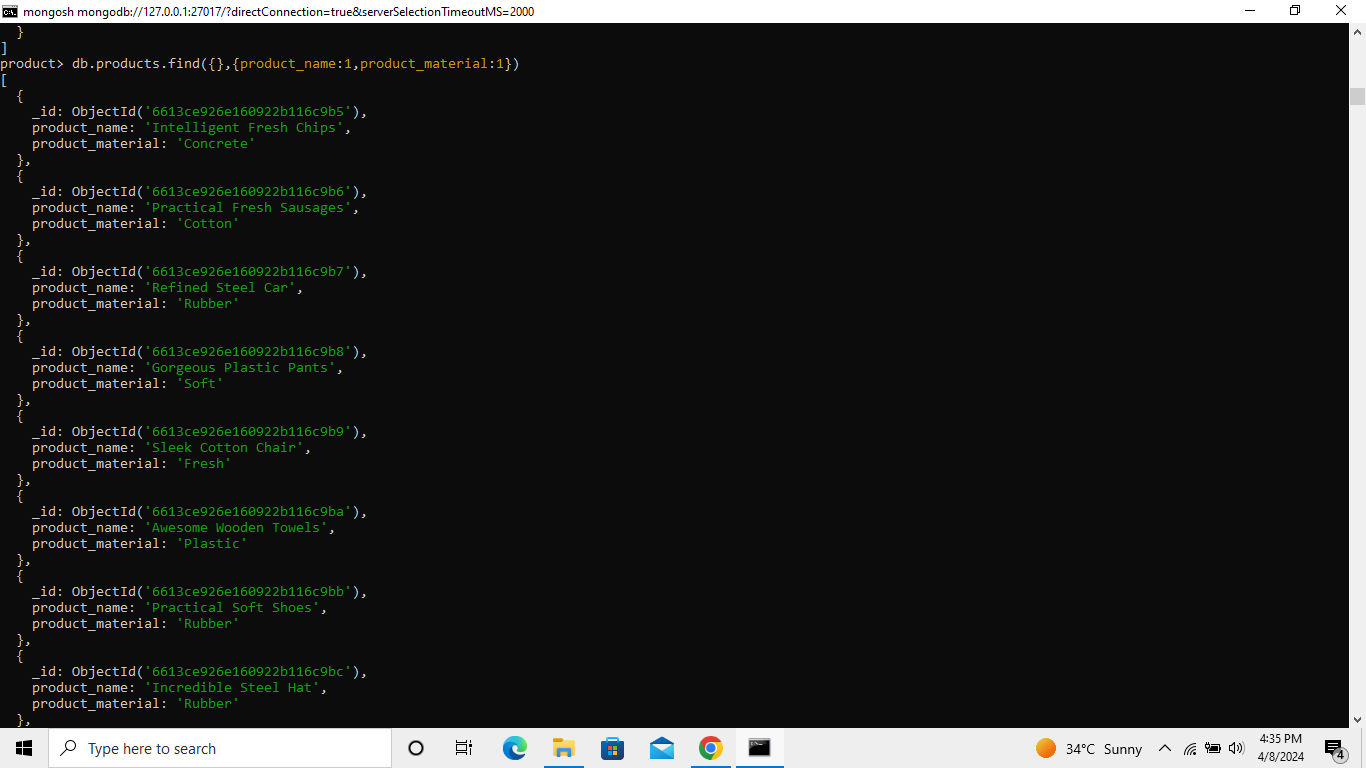 mongosh mongodb://127.0.0.1:27017/?directConnection=true&serverSelectionTimeoutMS=2000
  }
]
product> db.products.find({},{product_name:1,product_material:1})
[
  {
    _id: ObjectId('6613ce926e160922b116c9b5'),
    product_name: 'Intelligent Fresh Chips',
    product_material: 'Concrete'
  },
  {
    _id: ObjectId('6613ce926e160922b116c9b6'),
    product_name: 'Practical Fresh Sausages',
    product_material: 'Cotton'
  },
  {
    _id: ObjectId('6613ce926e160922b116c9b7'),
    product_name: 'Refined Steel Car',
    product_material: 'Rubber'
  },
  {
    _id: ObjectId('6613ce926e160922b116c9b8'),
    product_name: 'Gorgeous Plastic Pants',
    product_material: 'Soft'
  },
  {
    _id: ObjectId('6613ce926e160922b116c9b9'),
    product_name: 'Sleek Cotton Chair',
    product_material: 'Fresh'
  },
  {
    _id: ObjectId('6613ce926e160922b116c9ba'),
    product_name: 'Awesome Wooden Towels',
    product_material: 'Plastic'
  },
  {
    _id: ObjectId('6613ce926e160922b116c9bb'),
    product_name: 'Practical Soft Shoes',
    product_material: 'Rubber'
  },
  {
    _id: ObjectId('6613ce926e160922b116c9bc'),
    product_name: 'Incredible Steel Hat',
    product_material: 'Rubber'
  },
Type here to search
34°C Sunny
4:35 PM
4/8/2024
4